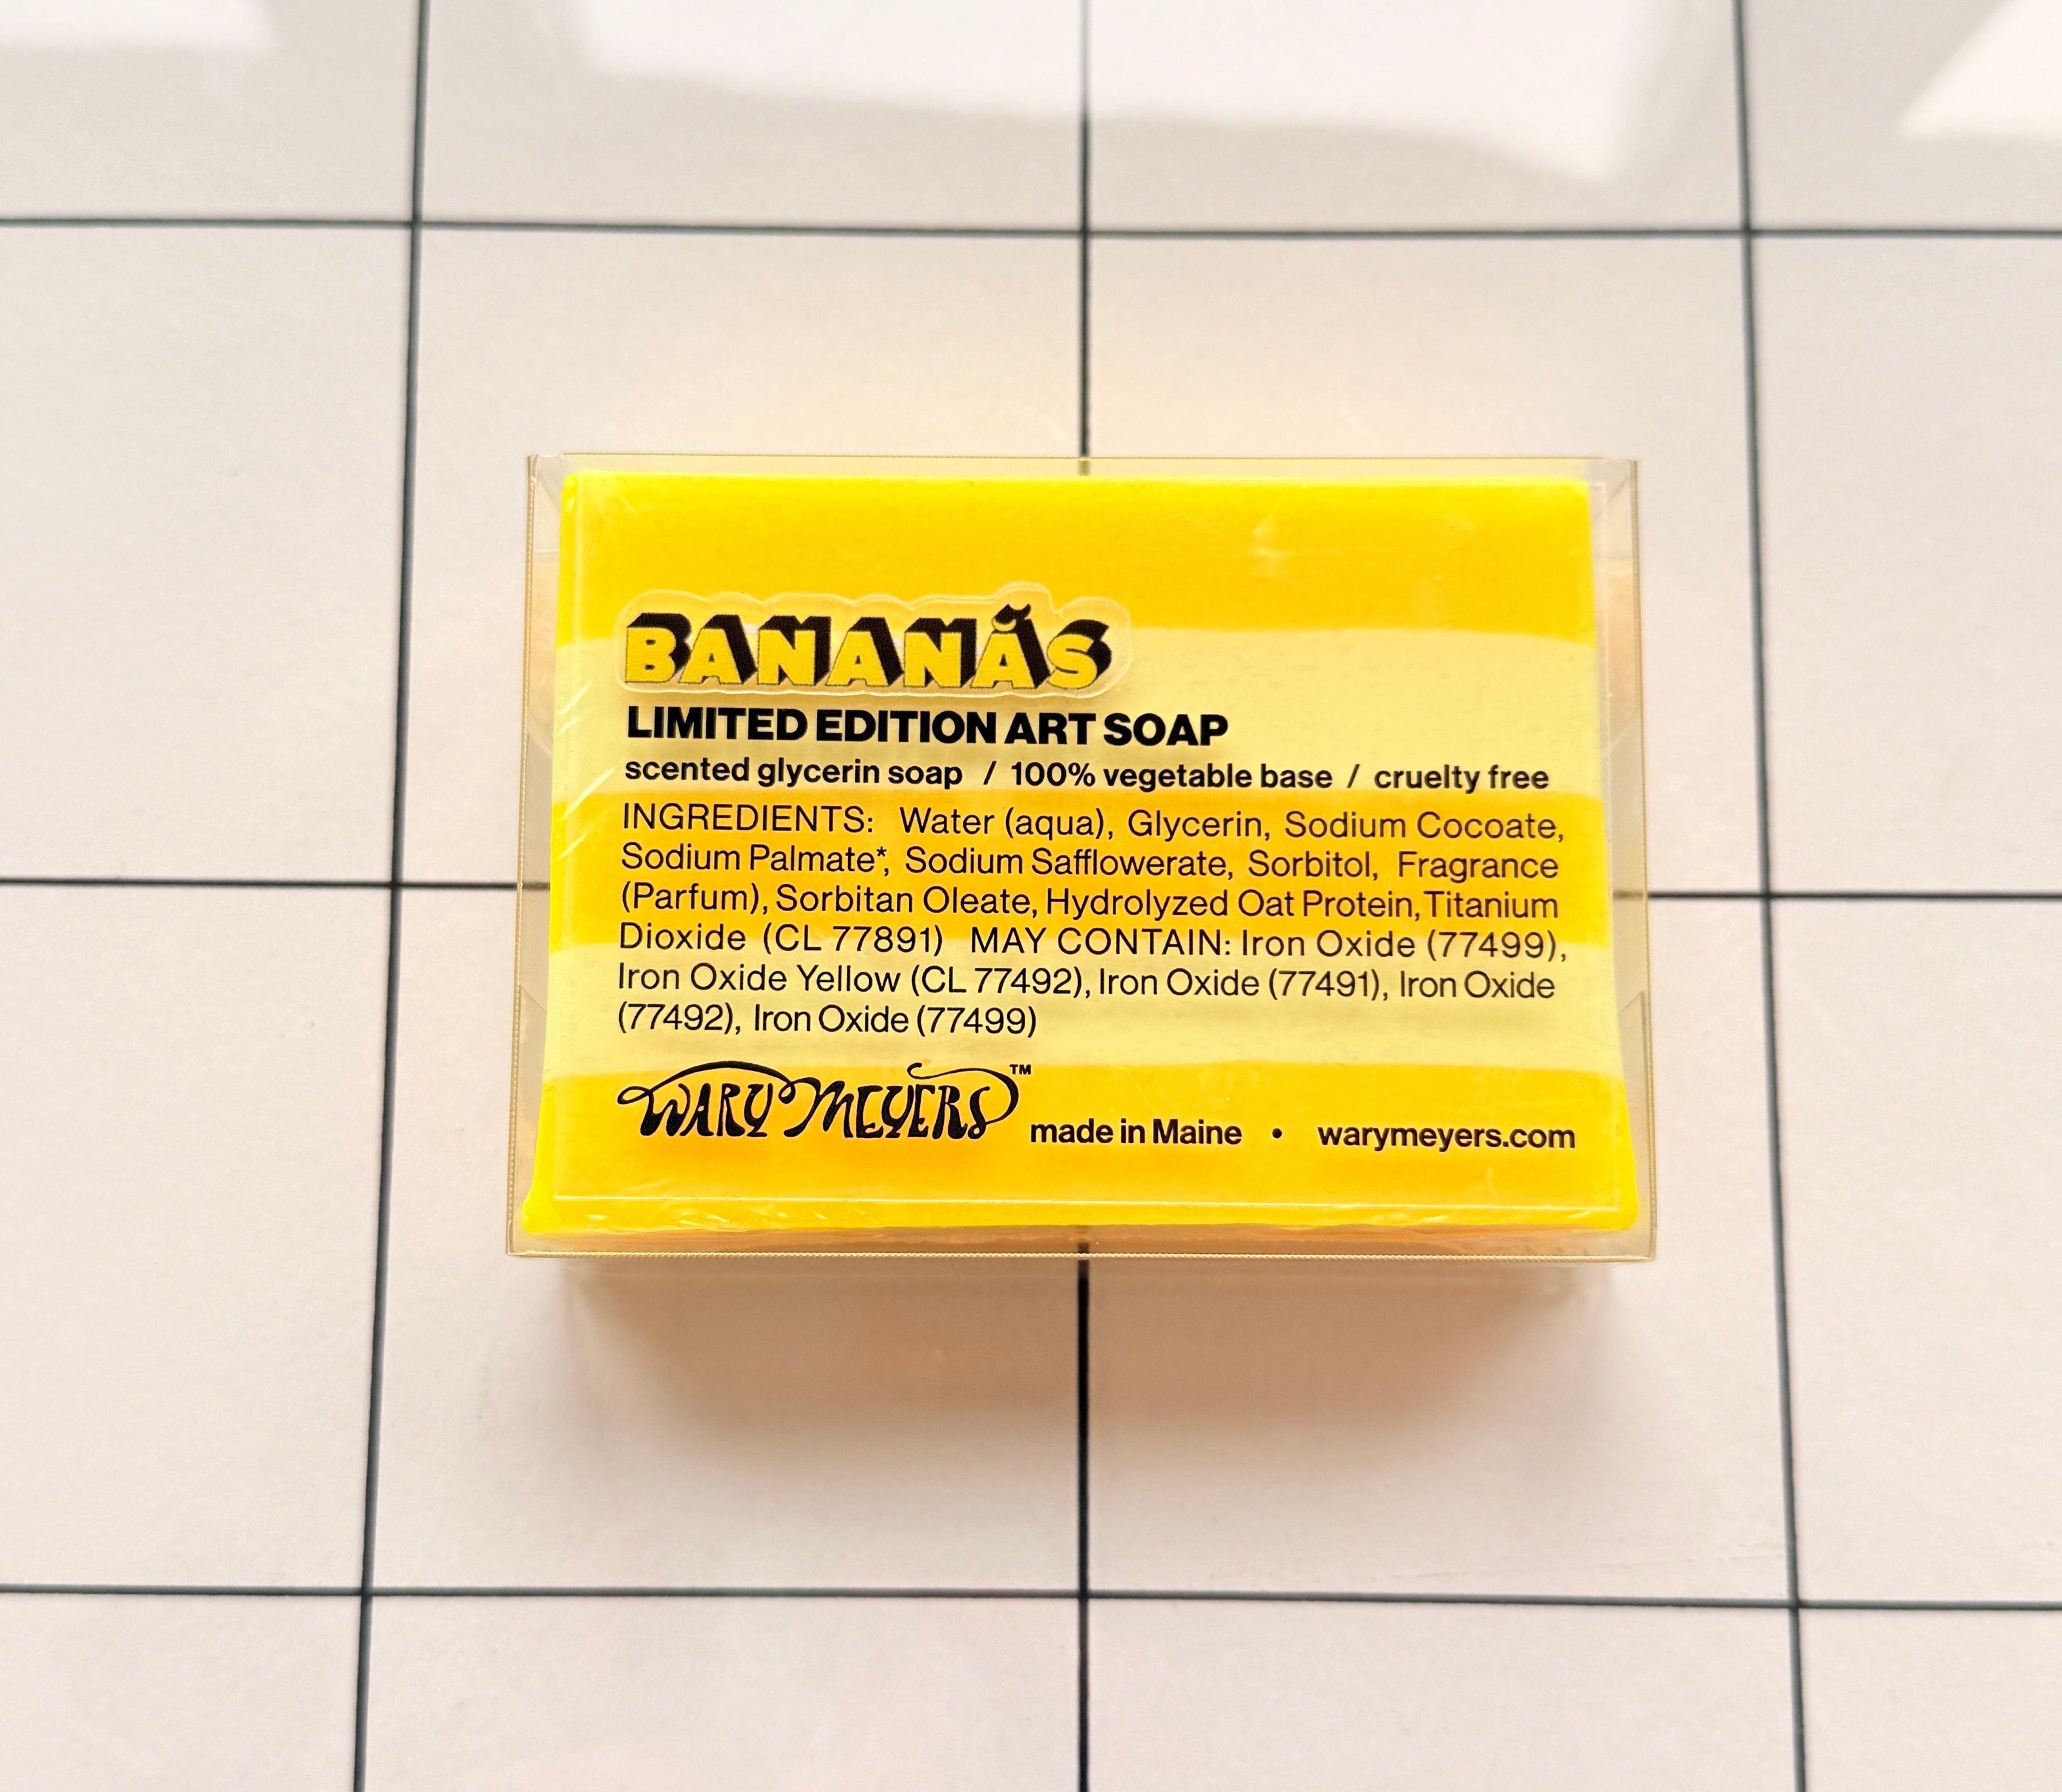 BANANĂS
LIMITED EDITION ART SOAP
scented glycerin soap / 100% vegetable base / cruelty free
INGREDIENTS: Water (aqua), Glycerin, Sodium Cocoate,
Sodium Palmate*, Sodium Safflowerate, Sorbitol, Fragrance
(Parfum), Sorbitan Oleate, Hydrolyzed Oat Protein, Titanium
Dioxide (CL 77891) MAY CONTAIN: Iron Oxide (77499),
Iron Oxide Yellow (CL 77492), Iron Oxide (77491), Iron Oxide
(77492), Iron Oxide (77499)
WARY MEYERS™ made in Maine • warymeyers.com